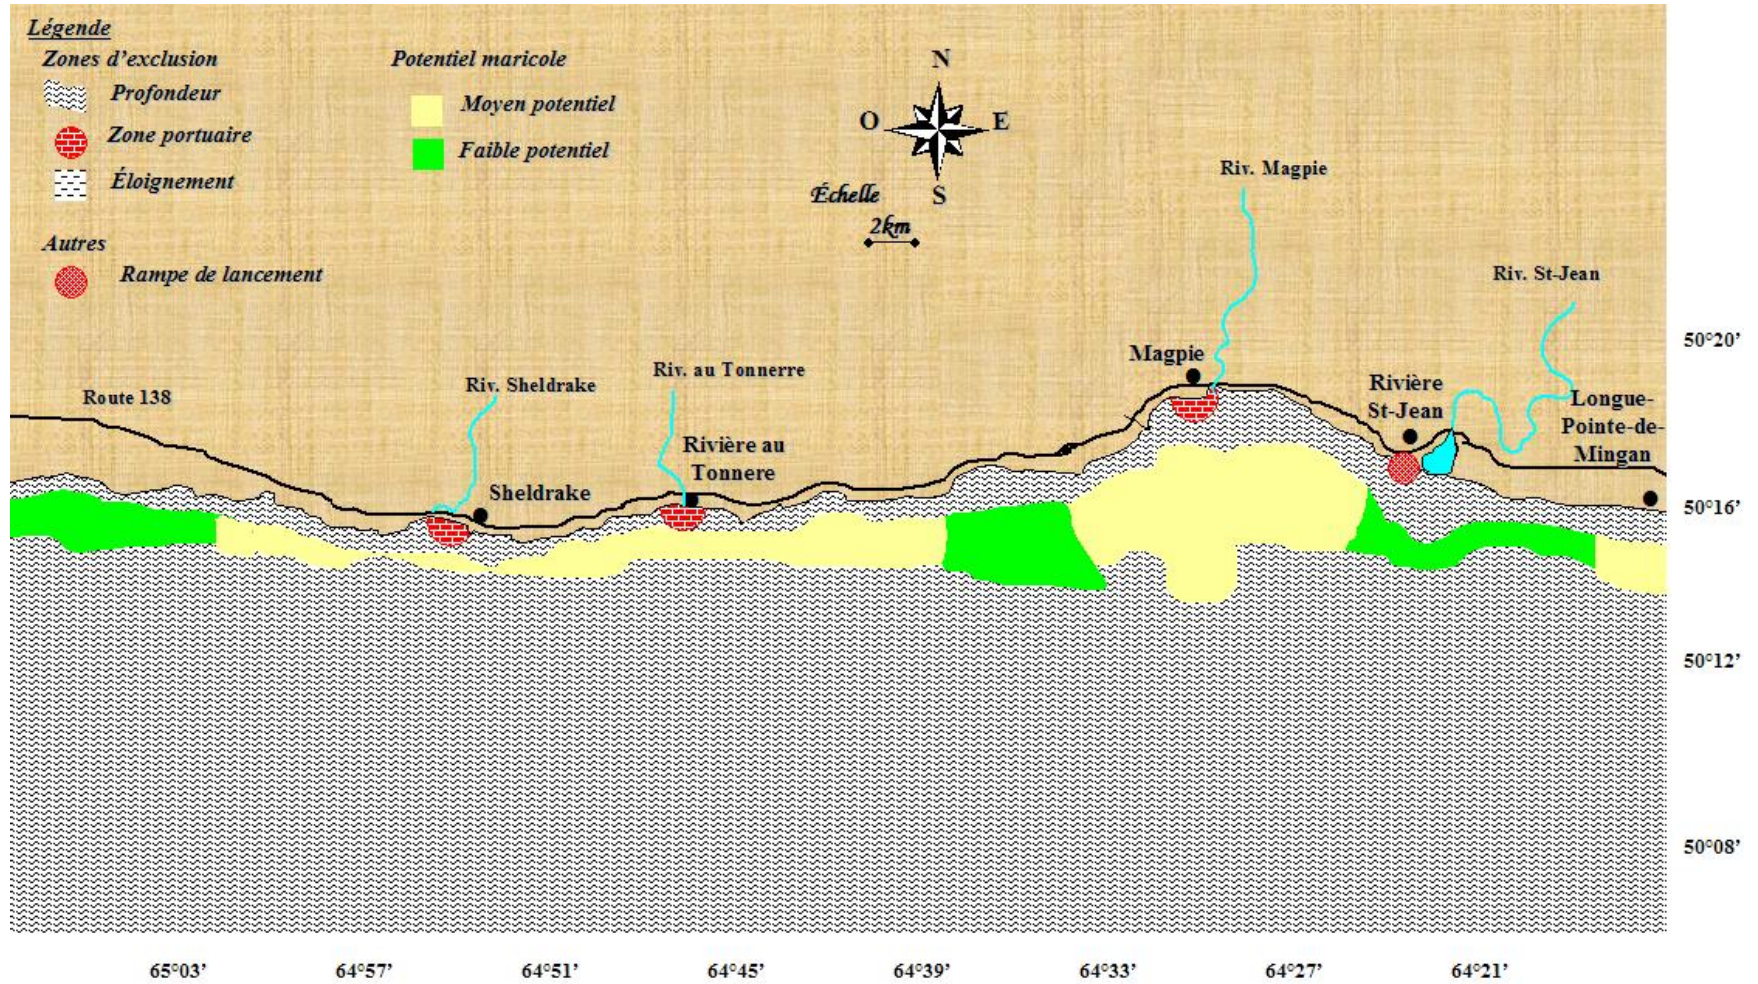 Légende
Zones d'exclusion
Profondeur
Zone portuaire
Éloignement
Autres
Rampe de lancement
Potentiel maricole
Moyen potentiel
Faible potentiel
N
O
E
S
Échelle
2km
Riv. Magpie
Riv. St-Jean
50°20'
Magpie
Riv. au Tonnerre
Riv. Sheldrake
Route 138
Rivière
St-Jean
Longue-
Pointe-de-
Mingan
Rivière au
Tonnere
Sheldrake
50°16'
50°12'
50°08'
65°03'
64°57'
64°51'
64°45'
64°39'
64°33'
64°27'
64°21'